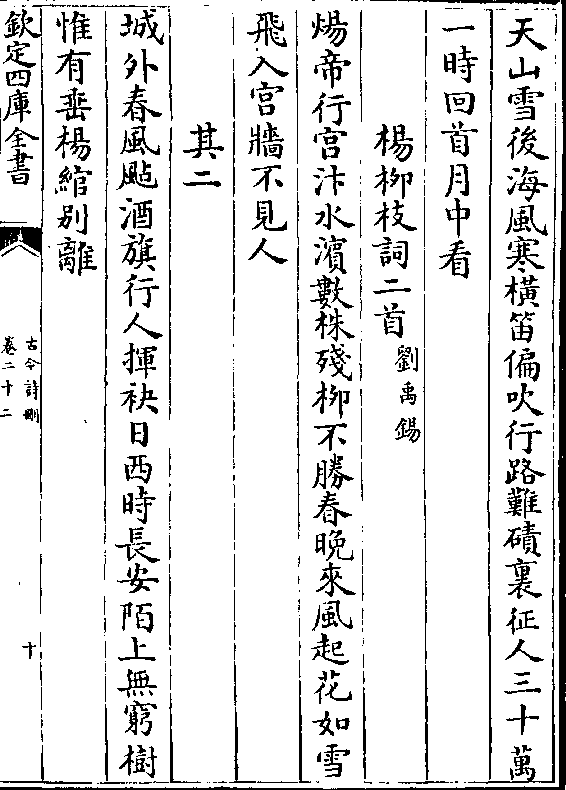 天山雪後海風寒横笛偏吹行路難磧裏征人三十萬
一時回首月中看
楊柳枝詞二首劉禹錫
煬帝行宮汴水濱數株殘柳不勝春晚來風起花如雪
飛入宮牆不見人
其二
城外春風颭酒旗行人揮袂日西時長安陌上無窮樹
惟有垂楊綰別離
欽定四庫全書
古今詩刪
卷二十二
十